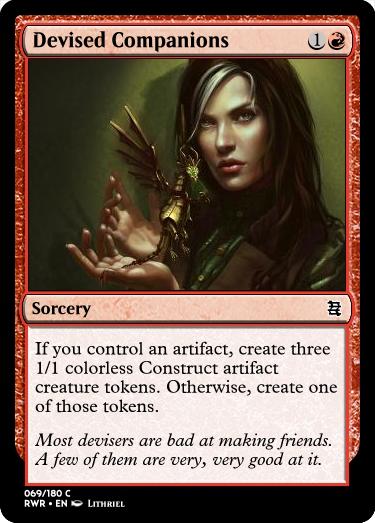 Devised Companions 1
Sorcery
If you control an artifact, create three
1/1 colorless Construct artifact
creature tokens. Otherwise, create one
of those tokens.
Most devisers are bad at making friends.
A few of them are very, very good at it.
069/180 C
RWR • EN LITHRIEL